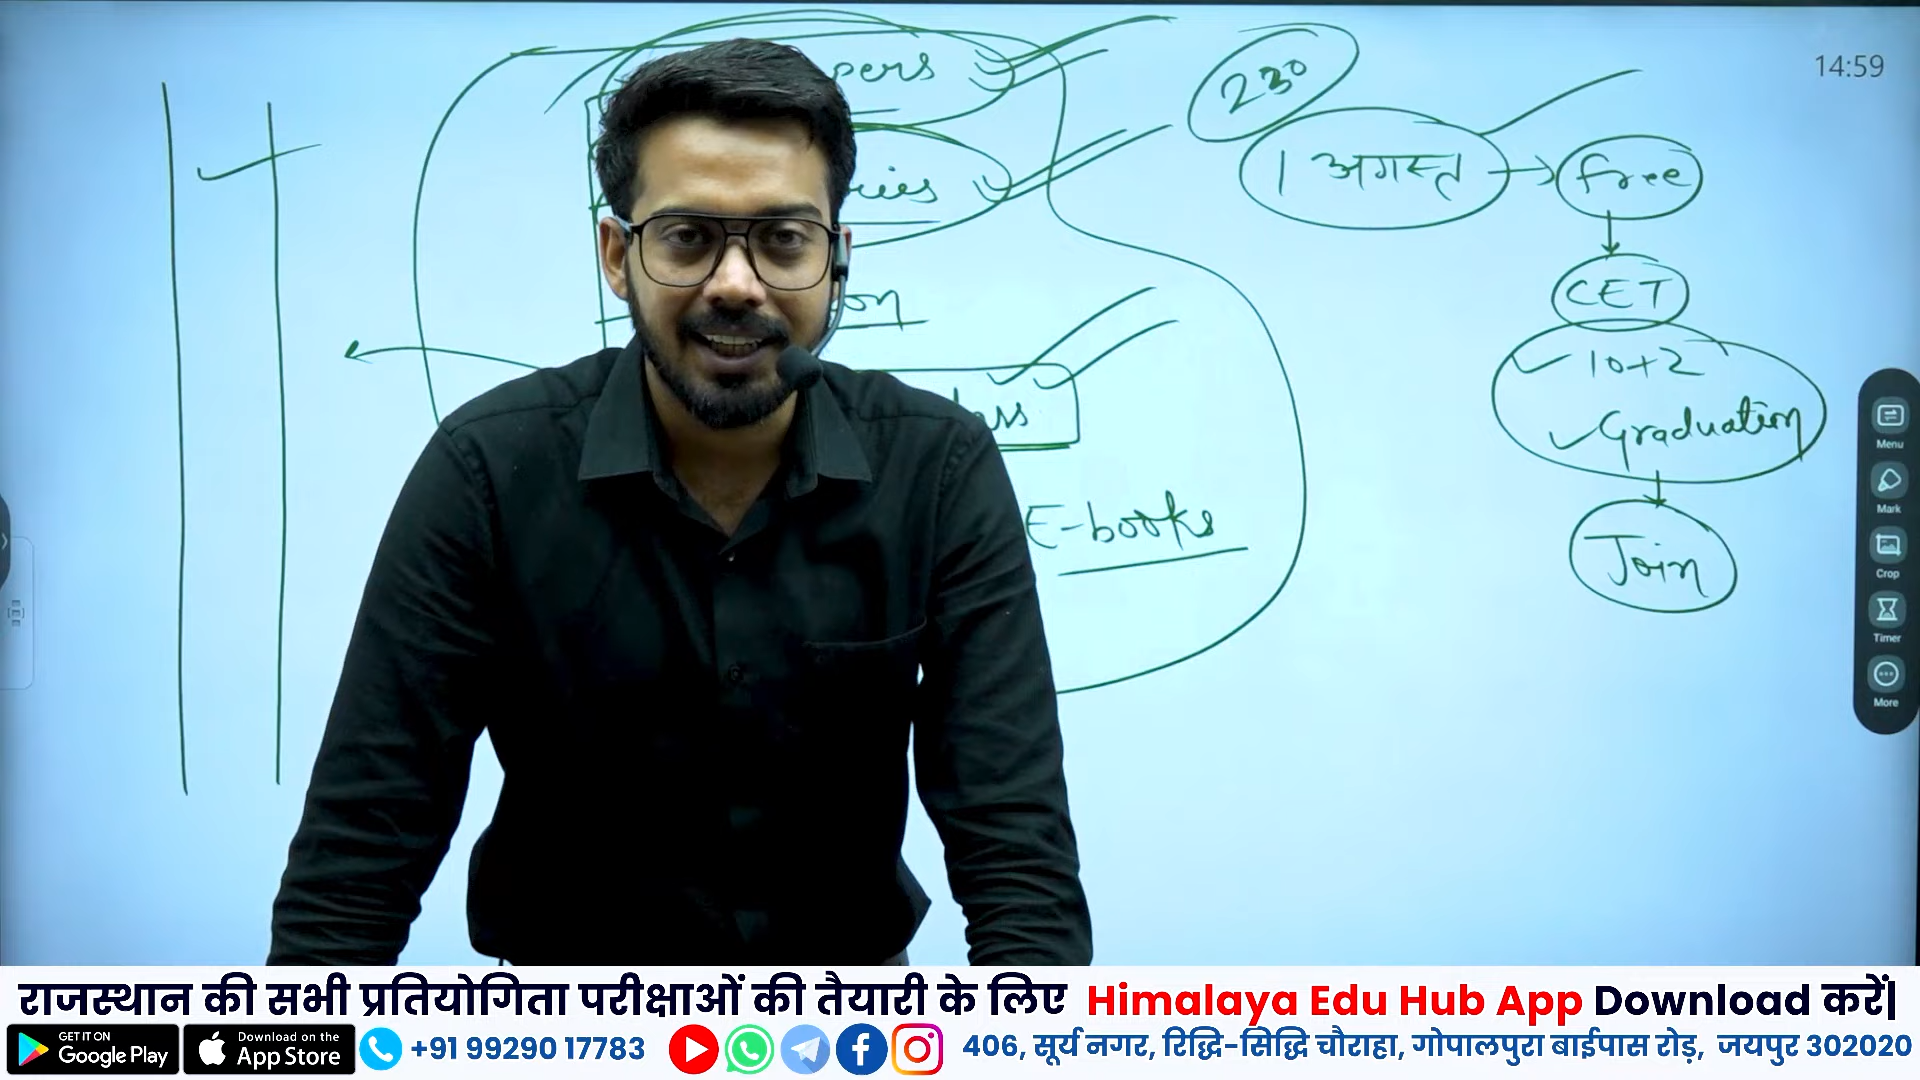 14:59
230
1 अगस्त
free
CET
10+2
Graduation
Join
E-books
Menu
Mark
Crop
Timer
More
राजस्थान की सभी प्रतियोगिता परीक्षाओं की तैयारी के लिए Himalaya Edu Hub App Download करें|
GET IT ON
Google Play
Download on the
App Store
+91 99290 17783
406, सूर्य नगर, रिद्धि-सिद्धि चौराहा, गोपालपुरा बाईपास रोड़, जयपुर 302020